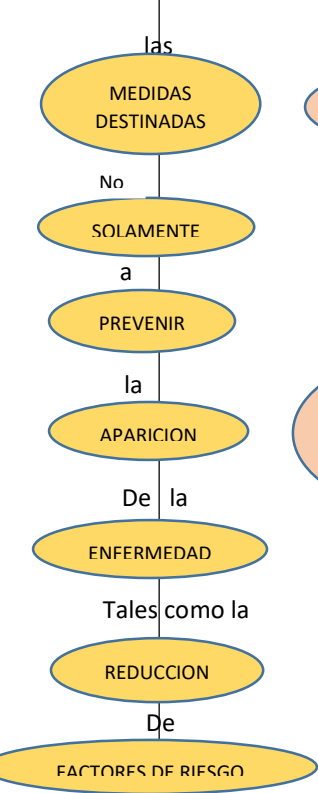 las
MEDIDAS
DESTINADAS
No
SOLAMENTE
a
PREVENIR
la
APARICION
De la
ENFERMEDAD
Tales como la
REDUCCION
De
FACTORES DE RIESGO